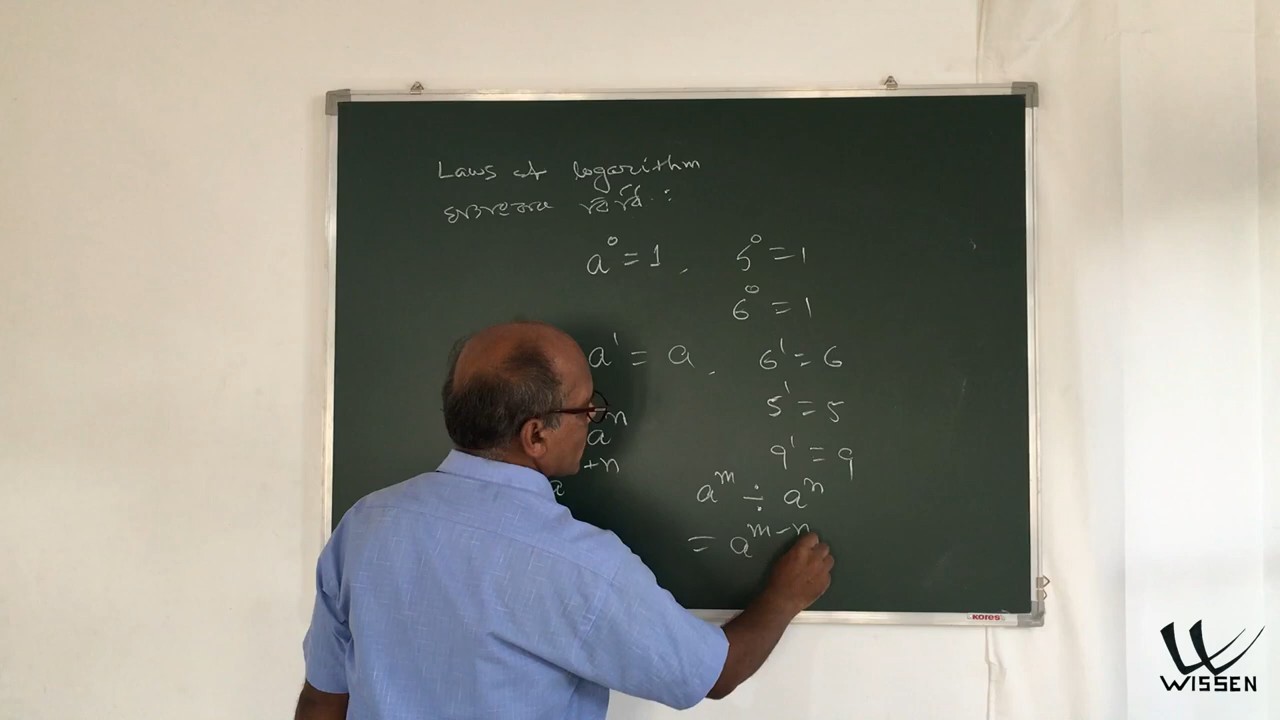 Laws of logarithm
a⁰ = 1, 5⁰ = 1
6⁰ = 1
a¹ = a, 6¹ = 6
5¹ = 5
9¹ = 9
aⁿ
+n
a
aᵐ ÷ aⁿ
= aᵐ⁻ⁿ
kores
WISSEN